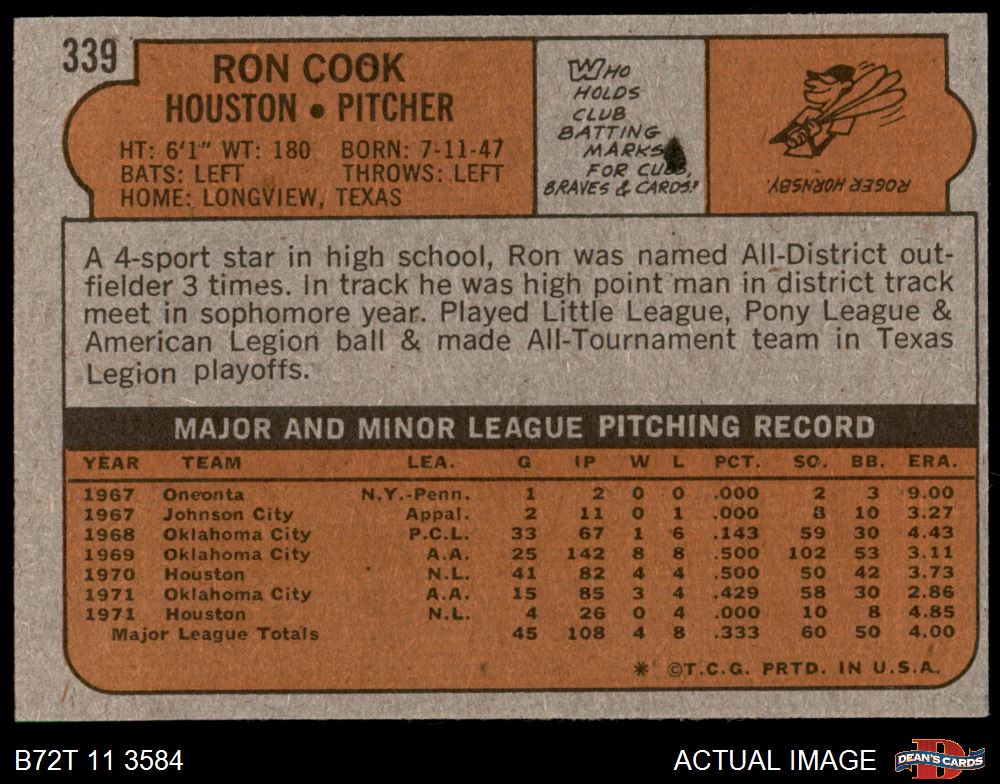 339
RON COOK
HOUSTON • PITCHER
HT: 6'1" WT: 180 BORN: 7-11-47
BATS: LEFT THROWS: LEFT
HOME: LONGVIEW, TEXAS
WHO
HOLDS
CLUB
BATTING
MARKS
FOR CUBS,
BRAVES & CARDS?
ROGER HORNSBY.
A 4-sport star in high school, Ron was named All-District out-
fielder 3 times. In track he was high point man in district track
meet in sophomore year. Played Little League, Pony League &
American Legion ball & made All-Tournament team in Texas
Legion playoffs.
MAJOR AND MINOR LEAGUE PITCHING RECORD
YEAR TEAM LEA. G IP W L PCT. SO. BB. ERA.
1967 Oneonta N.Y.-Penn. 1 2 0 0 .000 2 3 9.00
1967 Johnson City Appal. 2 11 0 1 .000 8 10 3.27
1968 Oklahoma City P.C.L. 33 67 1 6 .143 59 30 4.43
1969 Oklahoma City A.A. 25 142 8 8 .500 102 53 3.11
1970 Houston N.L. 41 82 4 4 .500 50 42 3.73
1971 Oklahoma City A.A. 15 85 3 4 .429 58 30 2.86
1971 Houston N.L. 4 26 0 4 .000 10 8 4.85
Major League Totals 45 108 4 8 .333 60 50 4.00
* ©T.C.G. PRTD. IN U.S.A.
B72T 11 3584
ACTUAL IMAGE
DEAN'S CARDS